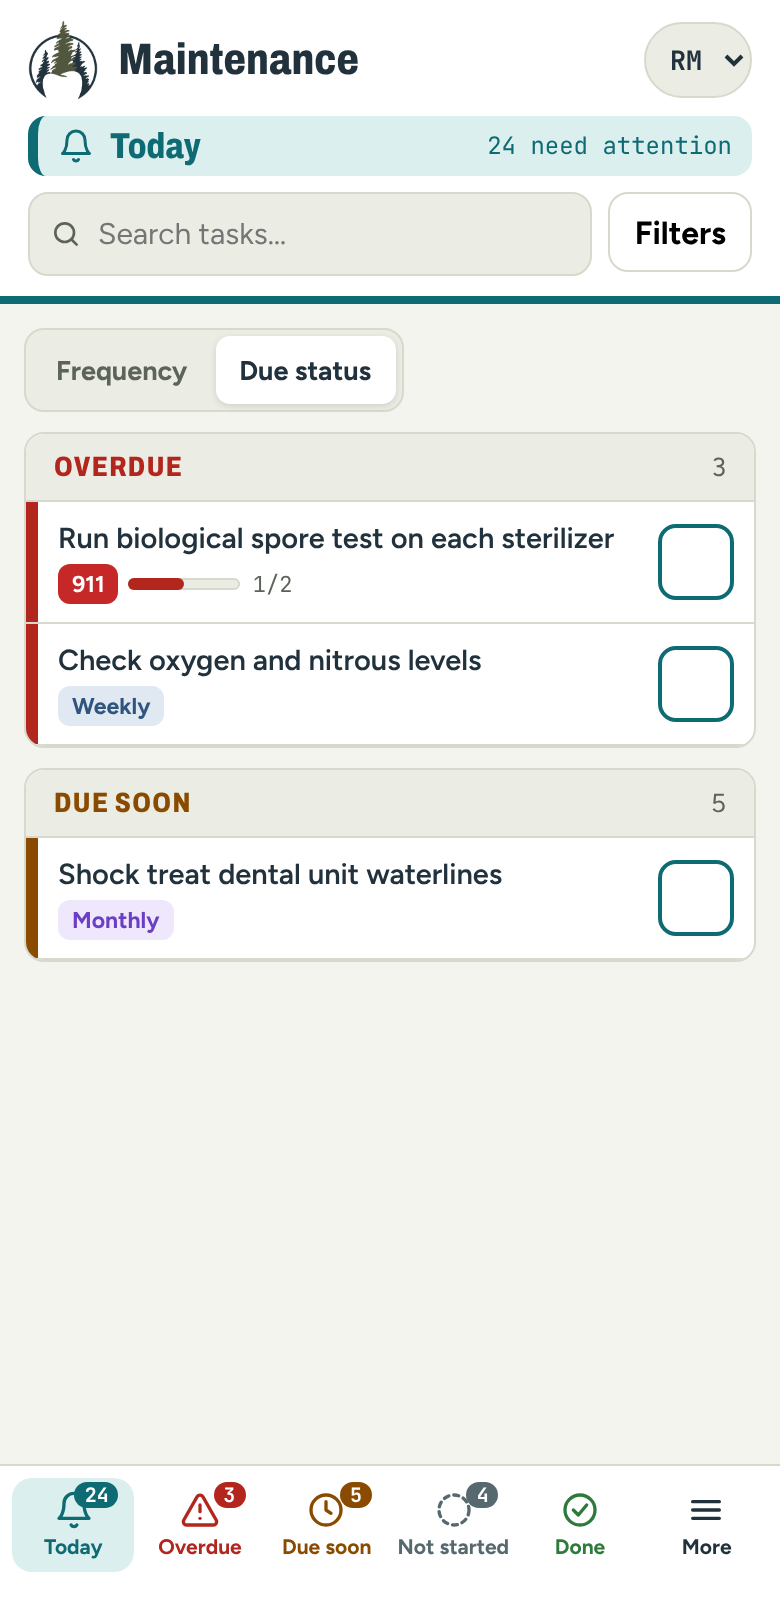 Maintenance
RM
Today
24 need attention
Search tasks...
Filters
Frequency
Due status
OVERDUE
3
Run biological spore test on each sterilizer
911
1/2
Check oxygen and nitrous levels
Weekly
DUE SOON
5
Shock treat dental unit waterlines
Monthly
24
3
5
4
Today
Overdue
Due soon
Not started
Done
More